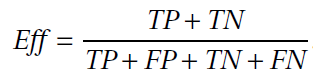 Eff = TP + TN / TP + FP + TN + FN